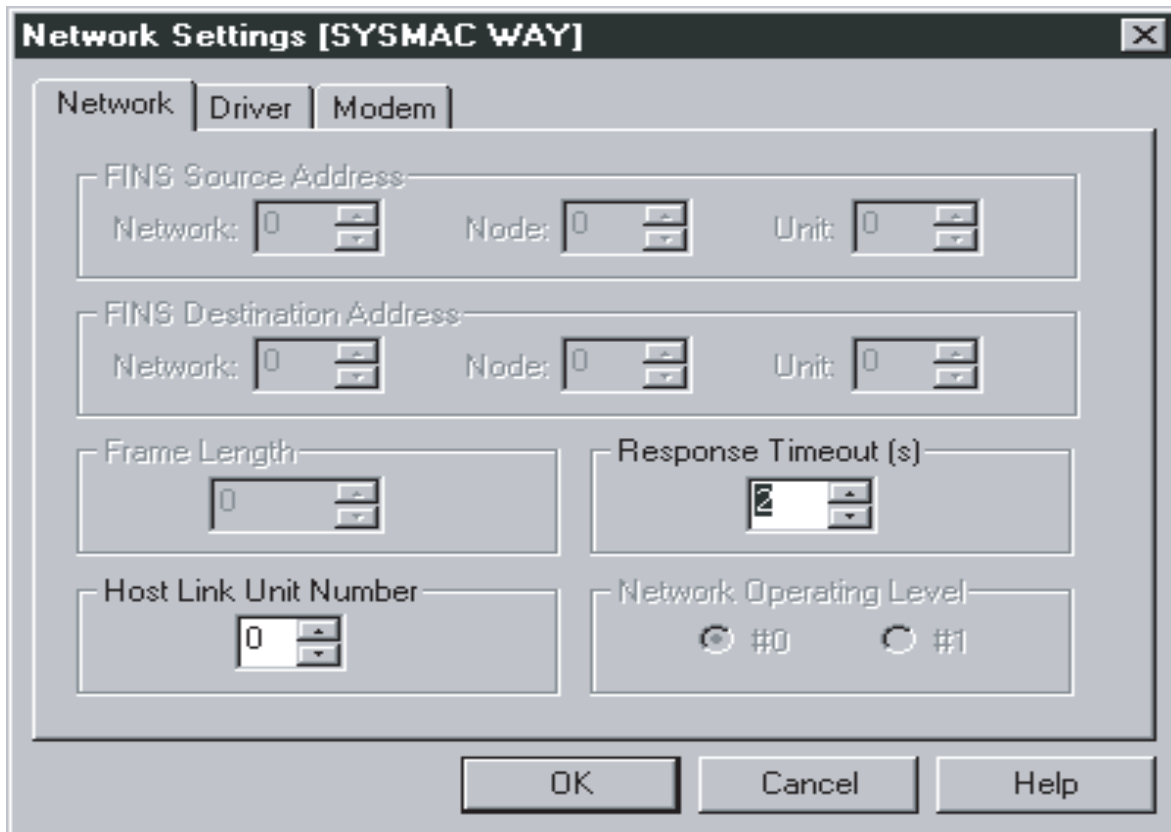 Network Settings [SYSMAC WAY]
Network Driver Modem
FINS Source Address
Network: 0 Node: 0 Unit: 0
FINS Destination Address
Network: 0 Node: 0 Unit: 0
Frame Length
0
Response Timeout (s)
2
Host Link Unit Number
0
Network Operating Level
#0 #1
OK Cancel Help